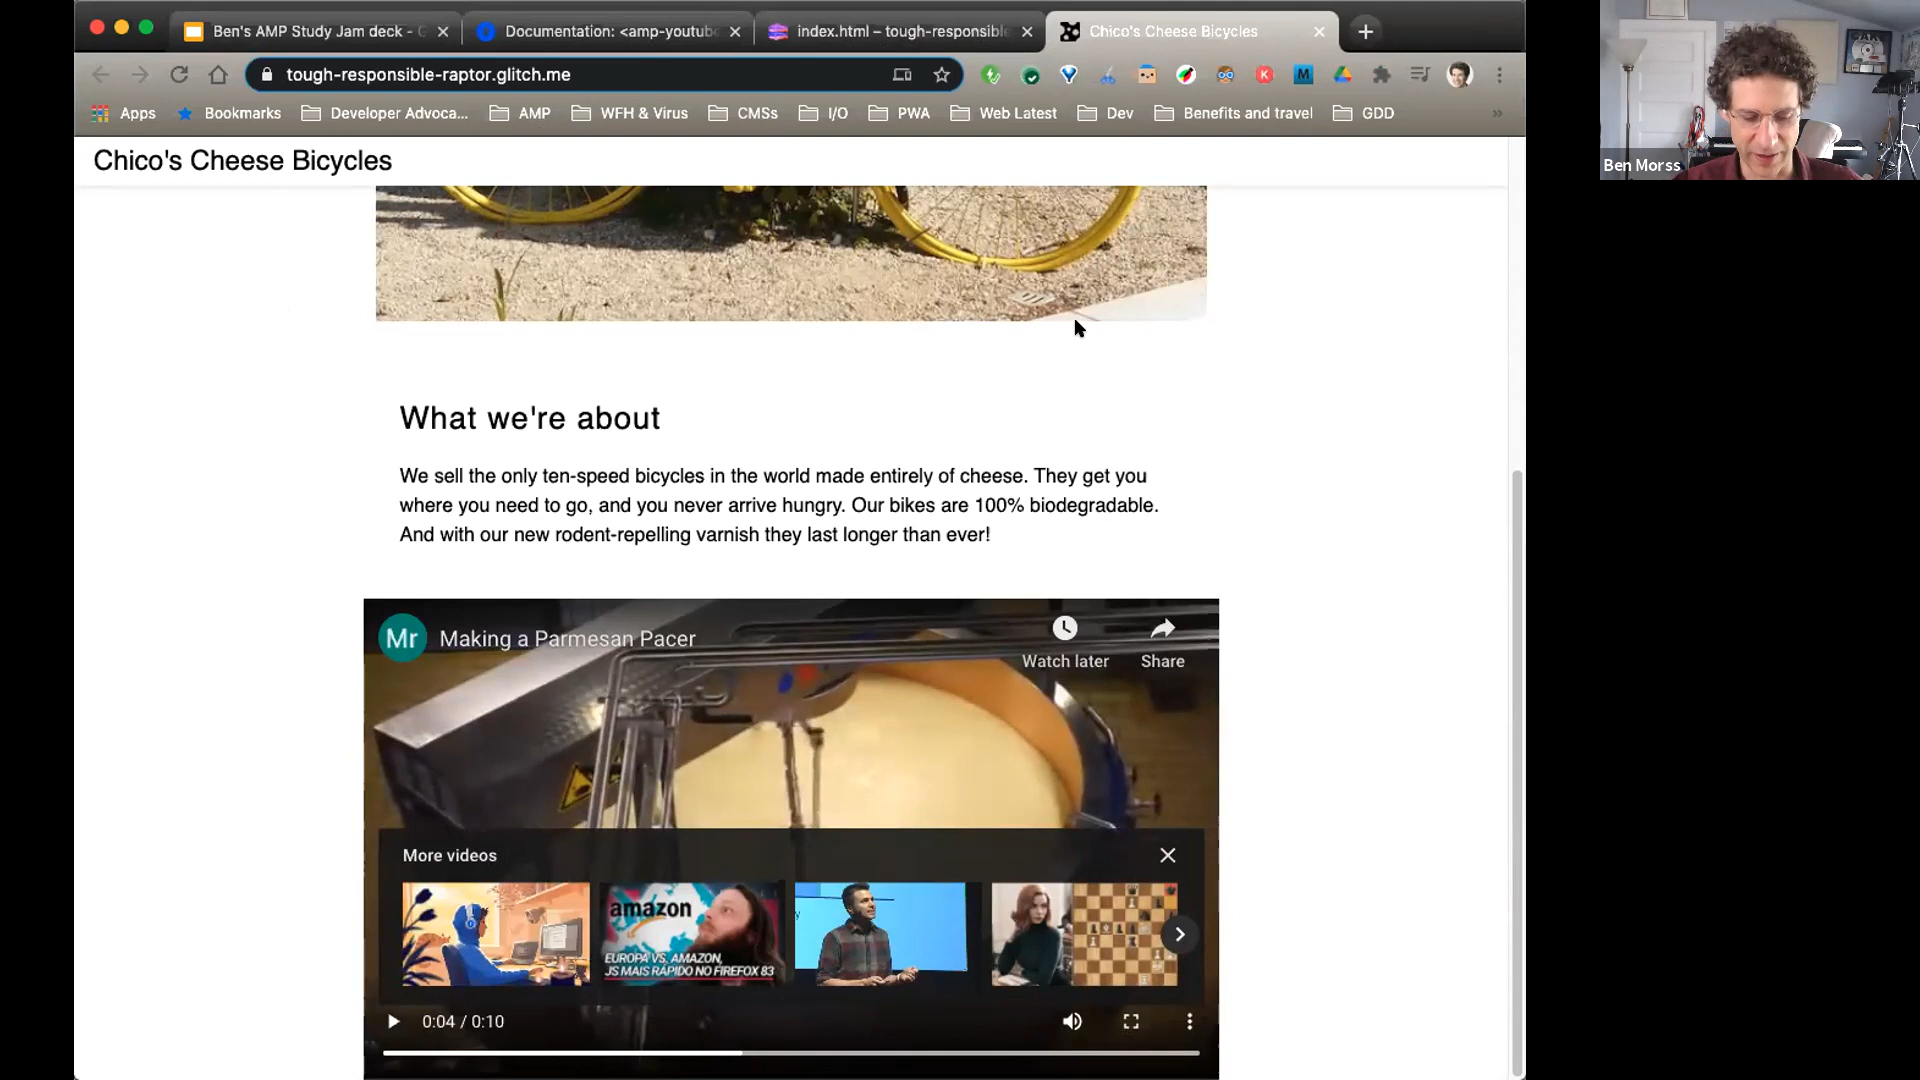 Ben's AMP Study Jam deck - G
Documentation: <amp-youtub
index.html – tough-responsible
Chico's Cheese Bicycles
tough-responsible-raptor.glitch.me
Apps
Bookmarks
Developer Advoca...
AMP
WFH & Virus
CMSs
I/O
PWA
Web Latest
Dev
Benefits and travel
GDD
»
Ben Morss
Chico's Cheese Bicycles
What we're about
We sell the only ten-speed bicycles in the world made entirely of cheese. They get you
where you need to go, and you never arrive hungry. Our bikes are 100% biodegradable.
And with our new rodent-repelling varnish they last longer than ever!
Mr
Making a Parmesan Pacer
Watch later
Share
More videos
amazon
EUROPA VS. AMAZON,
JS MAIS RÁPIDO NO FIREFOX 83
0:04 / 0:10